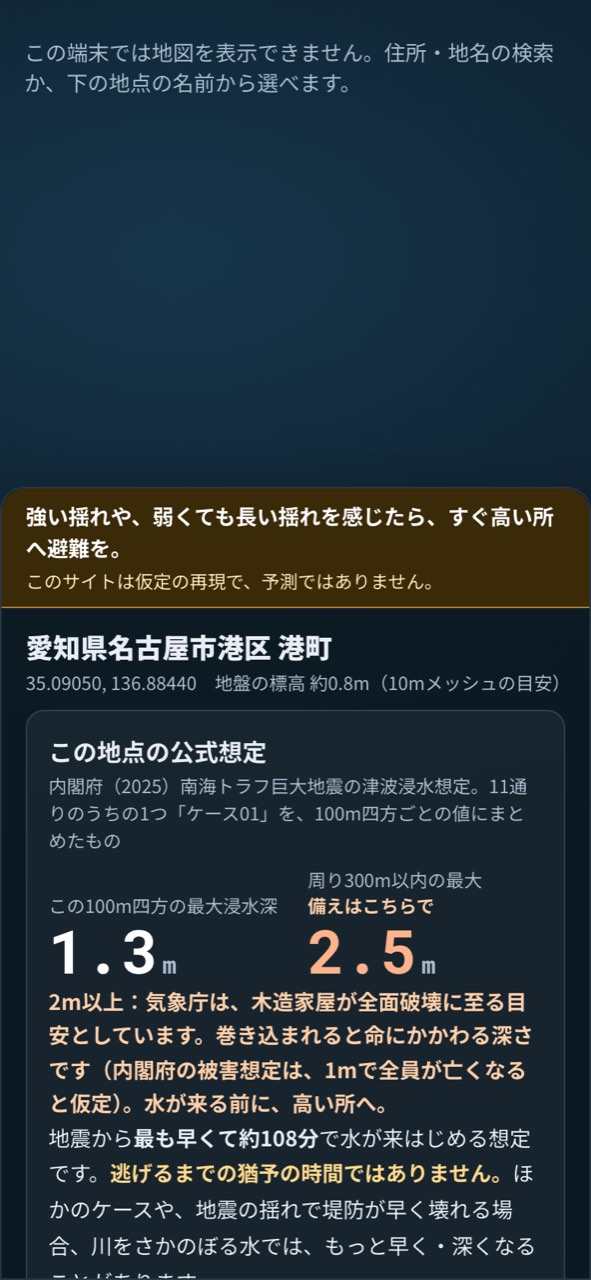 この端末では地図を表示できません。住所・地名の検索
か、下の地点の名前から選べます。
強い揺れや、弱くても長い揺れを感じたら、すぐ高い所
へ避難を。
このサイトは仮定の再現で、予測ではありません。
愛知県名古屋市港区 港町
35.09050, 136.88440　地盤の標高 約0.8m（10mメッシュの目安）
この地点の公式想定
内閣府（2025）南海トラフ巨大地震の津波浸水想定。11通
りのうちの1つ「ケース01」を、100m四方ごとの値にまと
めたもの
この100m四方の最大浸水深
1.3m
周り300m以内の最大
備えはこちらで
2.5m
2m以上：気象庁は、木造家屋が全面破壊に至る目
安としています。巻き込まれると命にかかわる深さ
です（内閣府の被害想定は、1mで全員が亡くなる
と仮定）。水が来る前に、高い所へ。
地震から最も早くて約108分で水が来はじめる想定
です。逃げるまでの猶予の時間ではありません。ほ
かのケースや、地震の揺れで堤防が早く壊れる場
合、川をさかのぼる水では、もっと早く・深くなる
ことがあります